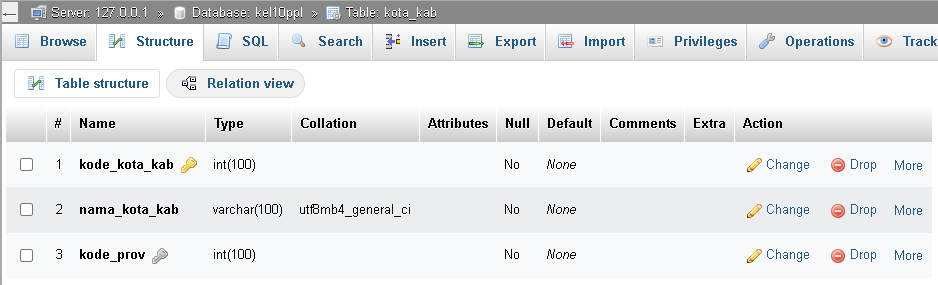 Server: 127.0.0.1 » Database: kel10ppl » Table: kota_kab
Browse Structure SQL Search Insert Export Import Privileges Operations Track
Table structure Relation view
# Name Type Collation Attributes Null Default Comments Extra Action
1 kode_kota_kab int(100) No None Change Drop More
2 nama_kota_kab varchar(100) utf8mb4_general_ci No None Change Drop More
3 kode_prov int(100) No None Change Drop More